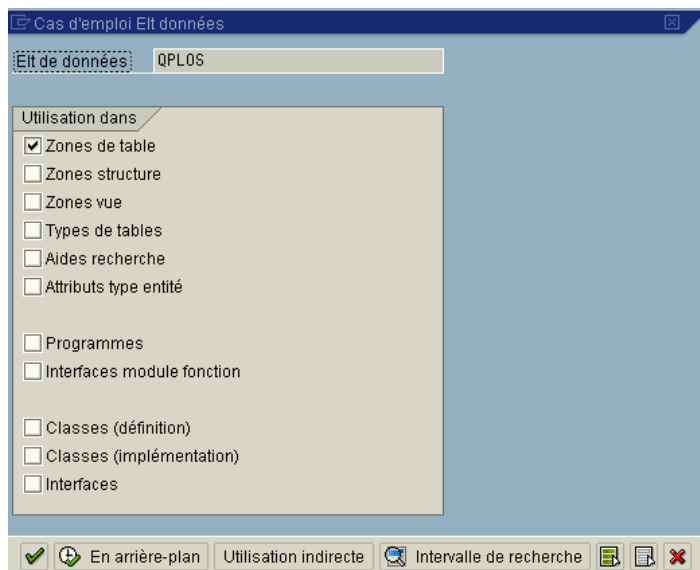 Cas d'emploi Elt données
Elt de données QPLOS
Utilisation dans
Zones de table
Zones structure
Zones vue
Types de tables
Aides recherche
Attributs type entité
Programmes
Interfaces module fonction
Classes (définition)
Classes (implémentation)
Interfaces
En arrière-plan Utilisation indirecte Intervalle de recherche